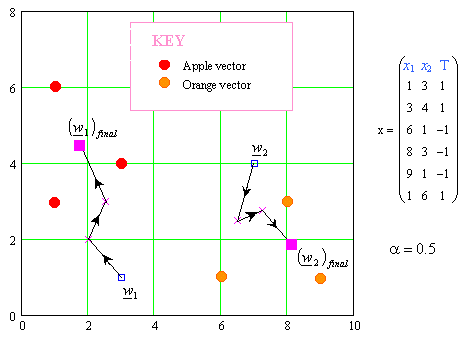 8
6
4
2
0
0 2 4 6 8 10
KEY
Apple vector
Orange vector
(w₁)final
w₂
w₁
(w₂)final
x₁ x₂ T
1 3 1
3 4 1
x = 6 1 -1
8 3 -1
9 1 -1
1 6 1
α = 0.5